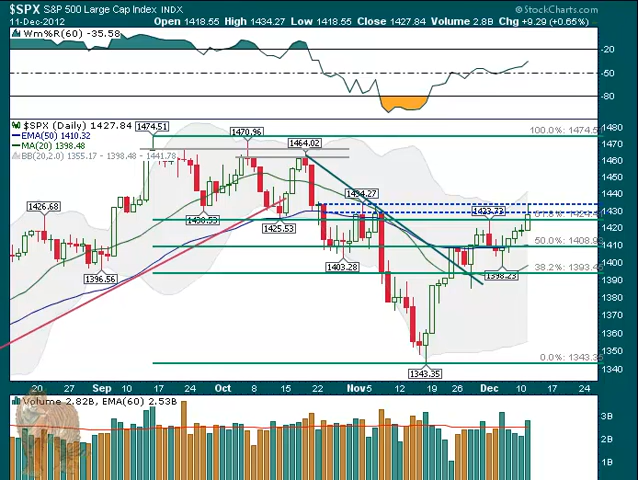 $SPX S&P 500 Large Cap Index INDX
© StockCharts.com
11-Dec-2012
Open 1418.55 High 1434.27 Low 1418.55 Close 1427.84 Volume 2.8B Chg +9.29 (+0.65%)
Wm%R(60) -35.58
-20
-50
-80
$SPX (Daily) 1427.84
EMA(50) 1410.32
MA(20) 1398.48
BB(20,2.0) 1355.17 - 1398.48 - 1441.78
1474.51
1470.96
1464.02
1434.27
1426.68
1430.53
1425.53
1423.73
1403.28
1396.56
1398.23
1343.35
100.0%: 1474.5
50.0%: 1408.9
38.2%: 1393.4
0.0%: 1343.3
1480
1470
1460
1450
1440
1430
1420
1410
1400
1390
1380
1370
1360
1350
1340
20 27 Sep 10 17 24 Oct 8 15 22 Nov 5 12 19 26 Dec 10 17 24
Volume 2.82B, EMA(60) 2.53B
3B
2B
1B